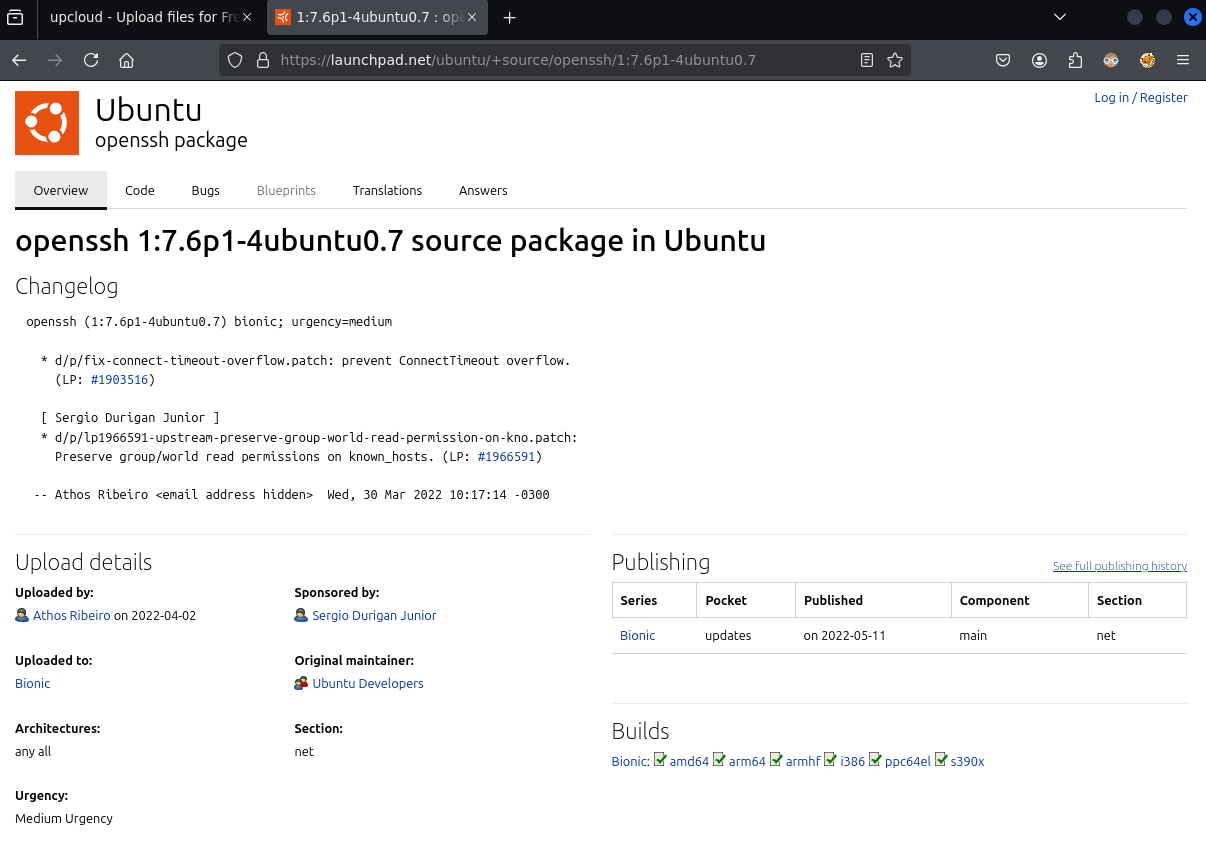 upcloud - Upload files for Fre
1:7.6p1-4ubuntu0.7 : ope
https://launchpad.net/ubuntu/+source/openssh/1:7.6p1-4ubuntu0.7
Log in / Register
Ubuntu
openssh package
Overview Code Bugs Blueprints Translations Answers
openssh 1:7.6p1-4ubuntu0.7 source package in Ubuntu
Changelog
openssh (1:7.6p1-4ubuntu0.7) bionic; urgency=medium
* d/p/fix-connect-timeout-overflow.patch: prevent ConnectTimeout overflow.
(LP: #1903516)
[ Sergio Durigan Junior ]
* d/p/lp1966591-upstream-preserve-group-world-read-permission-on-kno.patch:
Preserve group/world read permissions on known_hosts. (LP: #1966591)
-- Athos Ribeiro <email address hidden>  Wed, 30 Mar 2022 10:17:14 -0300
Upload details
Uploaded by:
Athos Ribeiro on 2022-04-02
Sponsored by:
Sergio Durigan Junior
Uploaded to:
Bionic
Original maintainer:
Ubuntu Developers
Architectures:
any all
Section:
net
Urgency:
Medium Urgency
Publishing
See full publishing history
Series Pocket Published Component Section
Bionic updates on 2022-05-11 main net
Builds
Bionic: amd64 arm64 armhf i386 ppc64el s390x